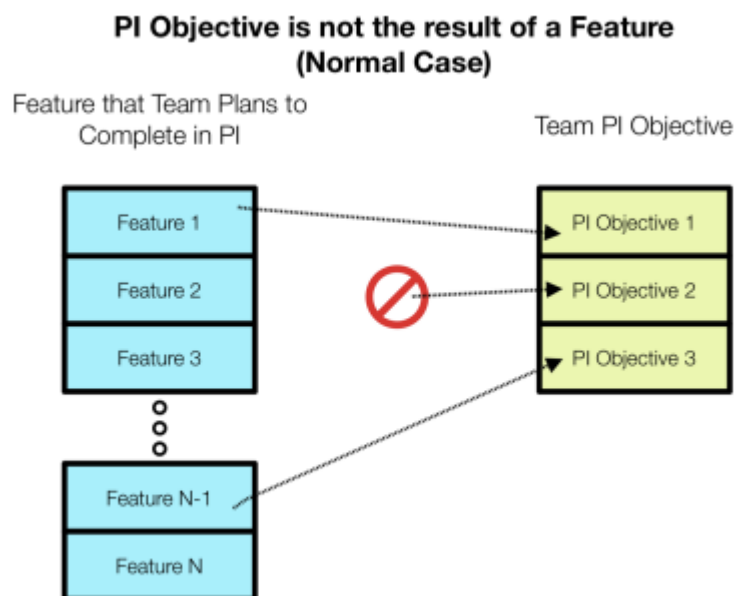 PI Objective is not the result of a Feature
(Normal Case)
Feature that Team Plans to
Complete in PI
Team PI Objective
Feature 1
Feature 2
Feature 3
Feature N-1
Feature N
PI Objective 1
PI Objective 2
PI Objective 3